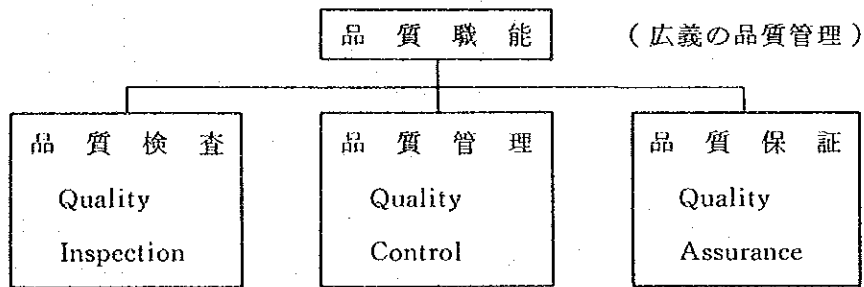 品質職能 (広義の品質管理)
品質検査
Quality
Inspection
品質管理
Quality
Control
品質保証
Quality
Assurance